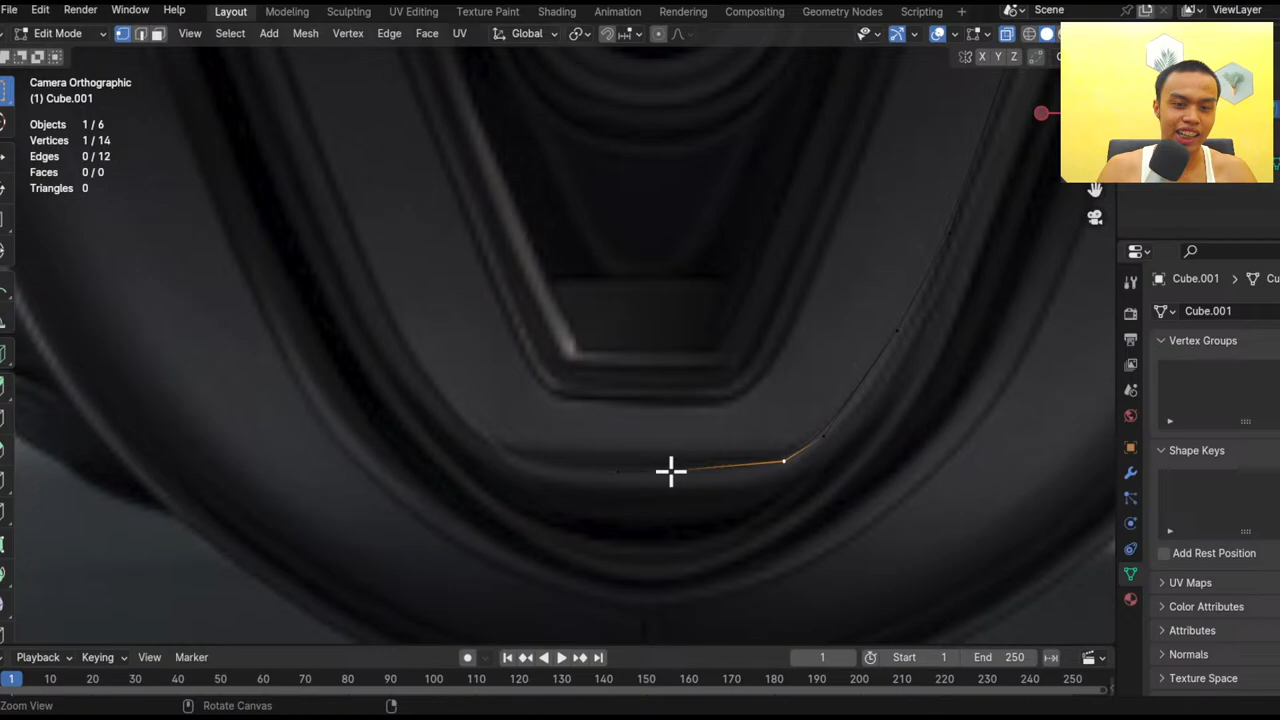 File Edit Render Window Help Layout Modeling Sculpting UV Editing Texture Paint Shading Animation Rendering Compositing Geometry Nodes Scripting + Scene ViewLayer
Edit Mode View Select Add Mesh Vertex Edge Face UV Global
X Y Z
Camera Orthographic
(1) Cube.001
Objects 1 / 6
Vertices 1 / 14
Edges 0 / 12
Faces 0 / 0
Triangles 0
Cube.001
Cube.001
Vertex Groups
Shape Keys
Add Rest Position
UV Maps
Color Attributes
Attributes
Normals
Texture Space
Playback Keying View Marker 1 Start 1 End 250
1 10 20 30 40 50 60 70 80 90 100 110 120 130 140 150 160 170 180 190 200 210 220 230 240 250
Zoom View Rotate Canvas